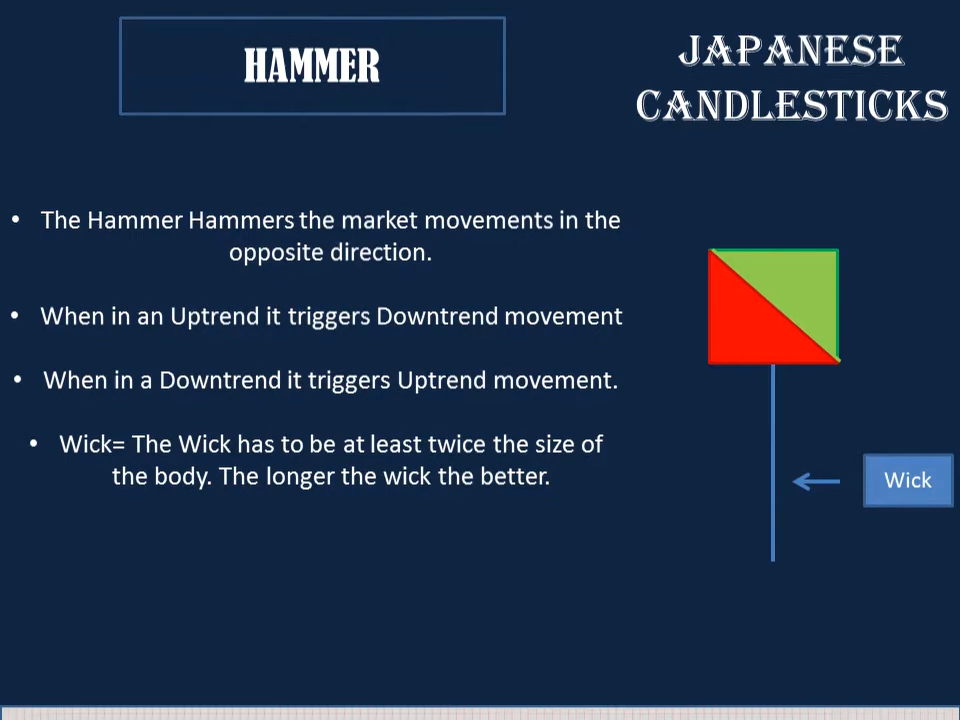 HAMMER
JAPANESE
CANDLESTICKS
• The Hammer Hammers the market movements in the
opposite direction.
• When in an Uptrend it triggers Downtrend movement
• When in a Downtrend it triggers Uptrend movement.
• Wick= The Wick has to be at least twice the size of
the body. The longer the wick the better.
Wick